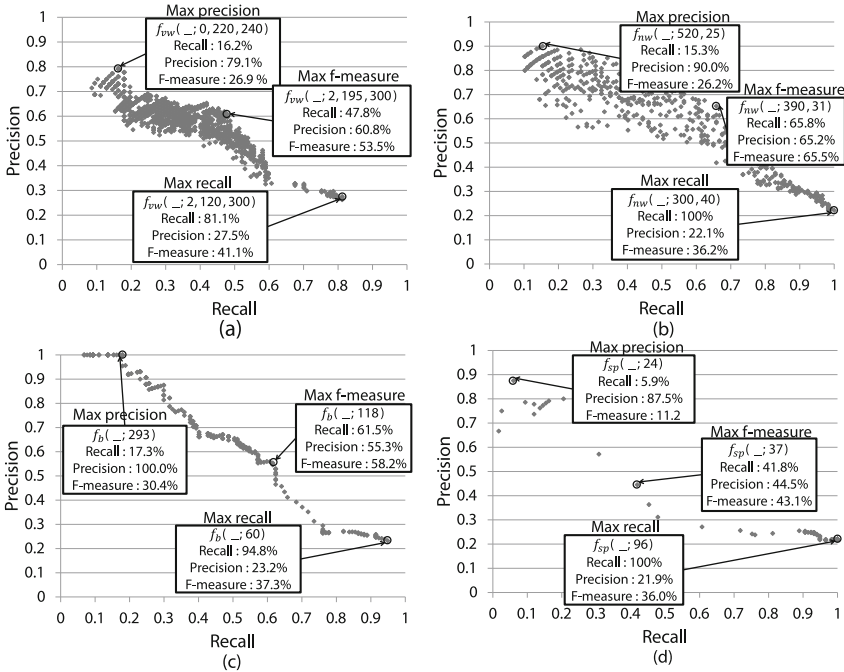 Max precision
f_vw(_; 0,220,240)
Recall : 16.2%
Precision : 79.1%
F-measure : 26.9 %
Max f-measure
f_vw(_; 2,195,300)
Recall : 47.8%
Precision : 60.8%
F-measure : 53.5%
Max recall
f_vw(_; 2,120,300)
Recall : 81.1%
Precision : 27.5%
F-measure : 41.1%
Precision
1
0.9
0.8
0.7
0.6
0.5
0.4
0.3
0.2
0.1
0
0 0.1 0.2 0.3 0.4 0.5 0.6 0.7 0.8 0.9 1
Recall
(a)
Max precision
f_nw(_; 520,25)
Recall : 15.3%
Precision : 90.0%
F-measure : 26.2%
Max f-measure
f_nw(_; 390,31)
Recall : 65.8%
Precision : 65.2%
F-measure : 65.5%
Max recall
f_nw(_; 300,40)
Recall : 100%
Precision : 22.1%
F-measure : 36.2%
Precision
1
0.9
0.8
0.7
0.6
0.5
0.4
0.3
0.2
0.1
0
0 0.1 0.2 0.3 0.4 0.5 0.6 0.7 0.8 0.9 1
Recall
(b)
Max precision
f_b(_; 293)
Recall : 17.3%
Precision : 100.0%
F-measure : 30.4%
Max f-measure
f_b(_; 118)
Recall : 61.5%
Precision : 55.3%
F-measure : 58.2%
Max recall
f_b(_; 60)
Recall : 94.8%
Precision : 23.2%
F-measure : 37.3%
Precision
1
0.9
0.8
0.7
0.6
0.5
0.4
0.3
0.2
0.1
0
0 0.1 0.2 0.3 0.4 0.5 0.6 0.7 0.8 0.9 1
Recall
(c)
Max precision
f_sp(_; 24)
Recall : 5.9%
Precision : 87.5%
F-measure : 11.2
Max f-measure
f_sp(_; 37)
Recall : 41.8%
Precision : 44.5%
F-measure : 43.1%
Max recall
f_sp(_; 96)
Recall : 100%
Precision : 21.9%
F-measure : 36.0%
Precision
1
0.9
0.8
0.7
0.6
0.5
0.4
0.3
0.2
0.1
0
0 0.1 0.2 0.3 0.4 0.5 0.6 0.7 0.8 0.9 1
Recall
(d)